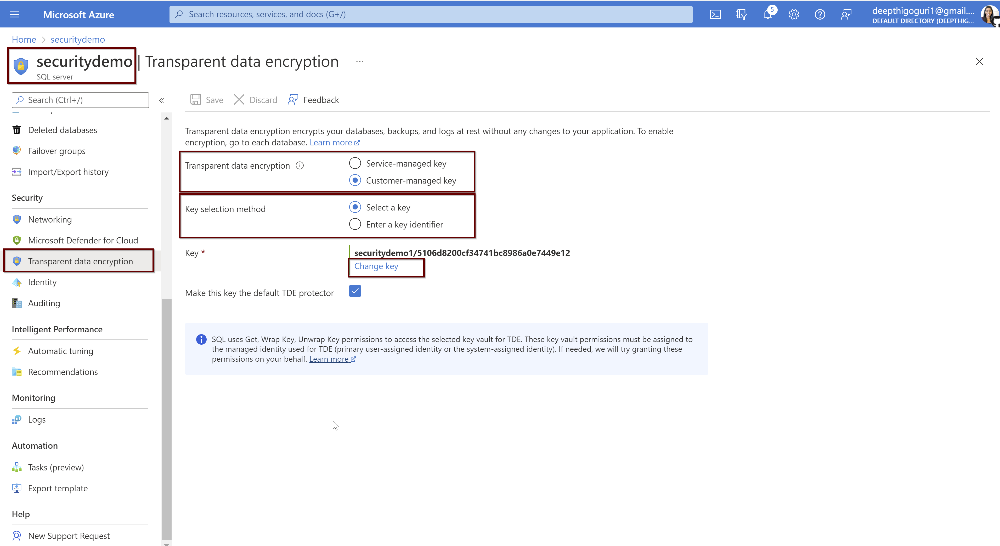 Microsoft Azure
Search resources, services, and docs (G+/)
5
deepthigoguri1@gmail....
DEFAULT DIRECTORY (DEEPTHIG...
Home > securitydemo
securitydemo | Transparent data encryption ...
SQL server
Search (Ctrl+/)
«
Save
Discard
Feedback
Deleted databases
Failover groups
Import/Export history
Security
Networking
Microsoft Defender for Cloud
Transparent data encryption
Identity
Auditing
Intelligent Performance
Automatic tuning
Recommendations
Monitoring
Logs
Automation
Tasks (preview)
Export template
Help
New Support Request
Transparent data encryption encrypts your databases, backups, and logs at rest without any changes to your application. To enable
encryption, go to each database. Learn more
Transparent data encryption
Service-managed key
Customer-managed key
Key selection method
Select a key
Enter a key identifier
Key *
securitydemo1/5106d8200cf34741bc8986a0e7449e12
Change key
Make this key the default TDE protector
SQL uses Get, Wrap Key, Unwrap Key permissions to access the selected key vault for TDE. These key vault permissions must be assigned to
the managed identity used for TDE (primary user-assigned identity or the system-assigned identity). If needed, we will try granting these
permissions on your behalf. Learn more